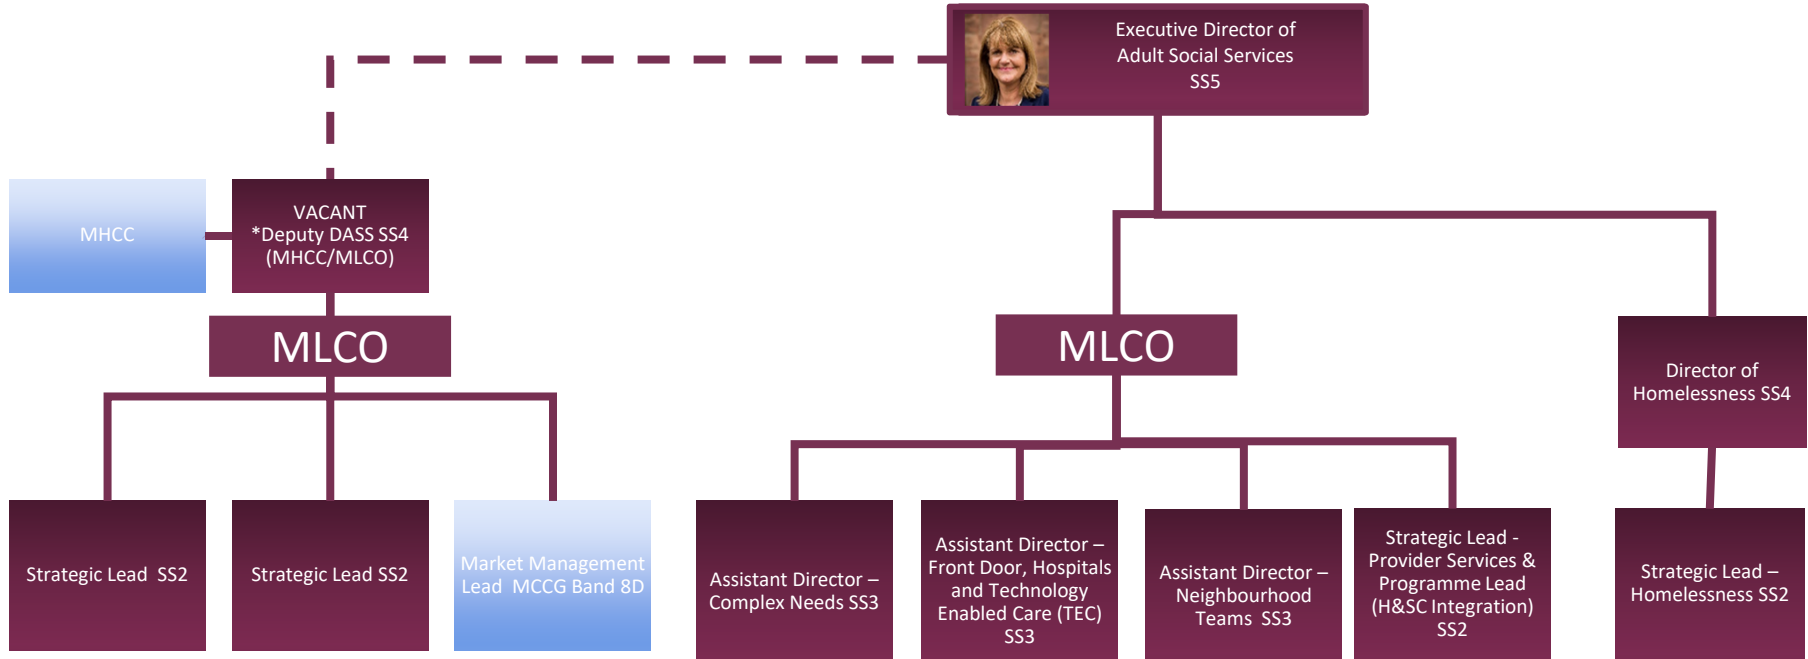 Executive Director of
Adult Social Services
SS5
MHCC
VACANT
*Deputy DASS SS4
(MHCC/MLCO)
MLCO
MLCO
Director of
Homelessness SS4
Strategic Lead  SS2
Strategic Lead SS2
Market Management
Lead  MCCG Band 8D
Assistant Director –
Complex Needs SS3
Assistant Director –
Front Door, Hospitals
and Technology
Enabled Care (TEC)
SS3
Assistant Director –
Neighbourhood
Teams  SS3
Strategic Lead -
Provider Services &
Programme Lead
(H&SC Integration)
SS2
Strategic Lead –
Homelessness SS2